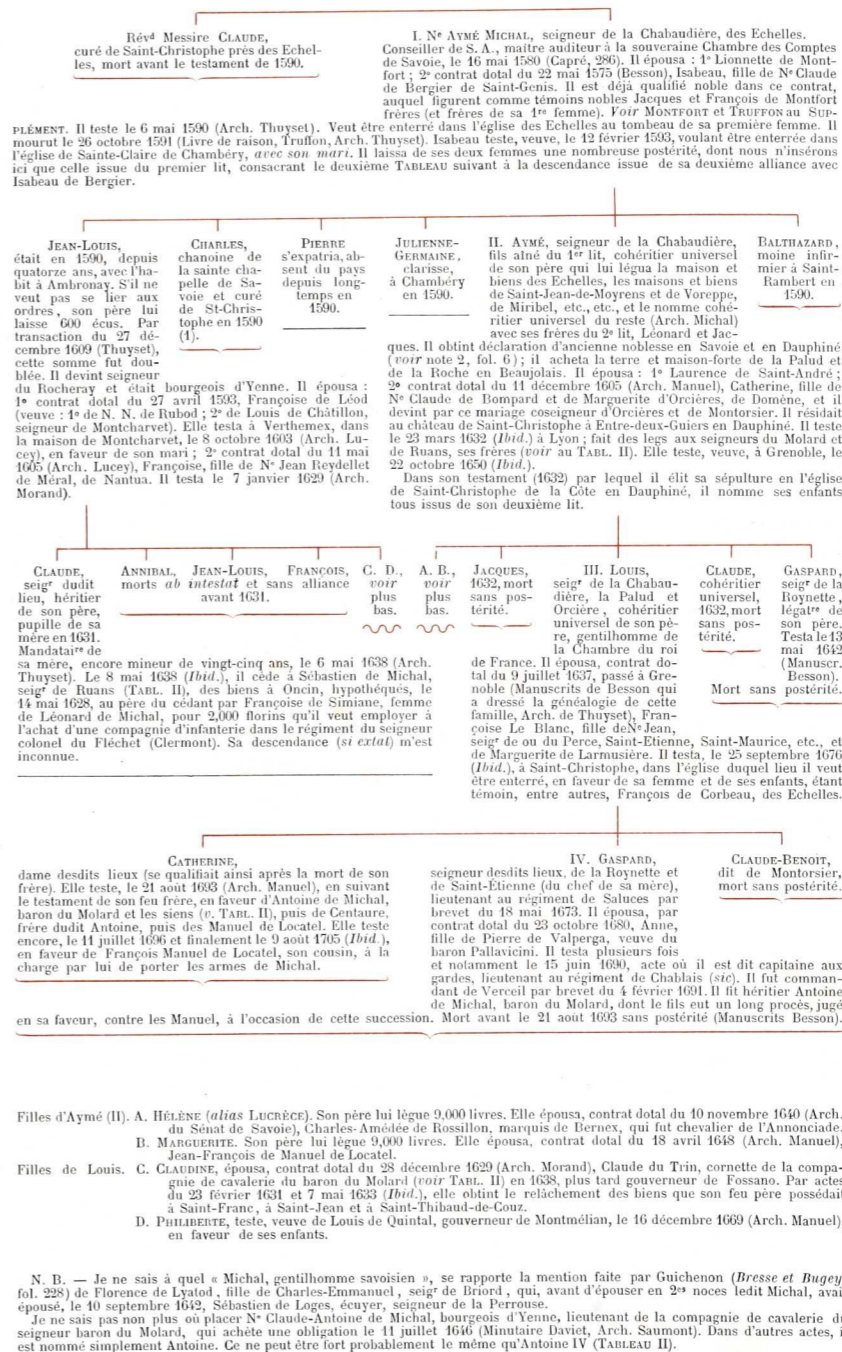 Révd Messire CLAUDE,
curé de Saint-Christophe près des Echel-
les, mort avant le testament de 1590.
I. Ne AYMÉ MICHAL, seigneur de la Chabaudière, des Echelles.
Conseiller de S. A., maître auditeur à la souveraine Chambre des Comptes
de Savoie, le 16 mai 1580 (Capré, 286). Il épousa : 1o Lionnette de Mont-
fort ; 2o contrat dotal du 22 mai 1575 (Besson), Isabeau, fille de Ne Claude
de Bergier de Saint-Genis. Il est déjà qualifié noble dans ce contrat,
auquel figurent comme témoins nobles Jacques et François de Montfort
frères (et frères de sa 1re femme). Voir MONTFORT et TRUFFON au SUP-
PLÉMENT. Il teste le 6 mai 1590 (Arch. Thuyset). Veut être enterré dans l'église des Echelles au tombeau de sa première femme. Il
mourut le 26 octobre 1591 (Livre de raison, Truffon, Arch. Thuyset). Isabeau teste, veuve, le 12 février 1593, voulant être enterrée dans
l'église de Sainte-Claire de Chambéry, avec son mari. Il laissa de ses deux femmes une nombreuse postérité, dont nous n'insérons
ici que celle issue du premier lit, consacrant le deuxième TABLEAU suivant à la descendance issue de sa deuxième alliance avec
Isabeau de Bergier.
JEAN-LOUIS,
était en 1590, depuis
quatorze ans, avec l'ha-
bit à Ambronay. S'il ne
veut pas se lier aux
ordres, son père lui
laisse 600 écus. Par
transaction du 27 dé-
cembre 1609 (Thuyset),
cette somme fut dou-
blée. Il devint seigneur
du Rocheray et était bourgeois d'Yenne. Il épousa :
1o contrat dotal du 27 avril 1593, Françoise de Léod
(veuve : 1o de N. N. de Rubod ; 2o de Louis de Châtillon,
seigneur de Montcharvet). Elle testa à Verthemex, dans
la maison de Montcharvet, le 8 octobre 1603 (Arch. Lu-
cey), en faveur de son mari ; 2o contrat dotal du 11 mai
1605 (Arch. Lucey), Françoise, fille de Ne Jean Reydellet
de Méral, de Nantua. Il testa le 7 janvier 1629 (Arch.
Morand).
CHARLES,
chanoine de
la sainte cha-
pelle de Sa-
voie et curé
de St-Chris-
tophe en 1590
(1).
PIERRE
s'expatria, ab-
sent du pays
depuis long-
temps en
1590.
JULIENNE-
GERMAINE,
clarisse,
à Chambéry
en 1590.
II. AYMÉ, seigneur de la Chabaudière,
fils aîné du 1er lit, cohéritier universel
de son père qui lui légua la maison et
biens des Echelles, les maisons et biens
de Saint-Jean-de-Moyrens et de Voreppe,
de Miribel, etc., etc., et le nomme cohé-
ritier universel du reste (Arch. Michal)
avec ses frères du 2e lit, Léonard et Jac-
ques. Il obtint déclaration d'ancienne noblesse en Savoie et en Dauphiné
(voir note 2, fol. 6) ; il acheta la terre et maison-forte de la Palud et
de la Roche en Beaujolais. Il épousa : 1o Laurence de Saint-André ;
2o contrat dotal du 11 décembre 1605 (Arch. Manuel), Catherine, fille de
Ne Claude de Bompard et de Marguerite d'Orcières, de Domène, et il
devint par ce mariage coseigneur d'Orcières et de Montorsier. Il résidait
au château de Saint-Christophe à Entre-deux-Guiers en Dauphiné. Il teste
le 23 mars 1632 (Ibid.) à Lyon ; fait des legs aux seigneurs du Molard et
de Ruans, ses frères (voir au TABL. II). Elle teste, veuve, à Grenoble, le
22 octobre 1650 (Ibid.).
Dans son testament (1632) par lequel il élit sa sépulture en l'église
de Saint-Christophe de la Côte en Dauphiné, il nomme ses enfants
tous issus de son deuxième lit.
BALTHAZARD,
moine infir-
mier à Saint-
Rambert en
1590.
CLAUDE,
seigr dudit
lieu, héritier
de son père,
pupille de sa
mère en 1631.
Mandataire de
sa mère, encore mineur de vingt-cinq ans, le 6 mai 1638 (Arch.
Thuyset). Le 8 mai 1638 (Ibid.), il cède à Sébastien de Michal,
seigr de Ruans (TABL. II), des biens à Oncin, hypothéqués, le
14 mai 1628, au père du cédant par Françoise de Simiane, femme
de Léonard de Michal, pour 2,000 florins qu'il veut employer à
l'achat d'une compagnie d'infanterie dans le régiment du seigneur
colonel du Fléchet (Clermont). Sa descendance (si extat) m'est
inconnue.
ANNIBAL, JEAN-LOUIS, FRANÇOIS,
morts ab intestat et sans alliance
avant 1631.
C. D.,
voir
plus
bas.
A. B.,
voir
plus
bas.
JACQUES,
1632, mort
sans pos-
térité.
III. LOUIS,
seigr de la Chabau-
dière, la Palud et
Orcière, cohéritier
universel de son pè-
re, gentilhomme de
la Chambre du roi
de France. Il épousa, contrat do-
tal du 9 juillet 1637, passé à Gre-
noble (Manuscrits de Besson qui
a dressé la généalogie de cette
famille, Arch. de Thuyset), Fran-
çoise Le Blanc, fille de Ne Jean,
seigr de ou du Perce, Saint-Etienne, Saint-Maurice, etc., et
de Marguerite de Larmusière. Il testa, le 25 septembre 1676
(Ibid.), à Saint-Christophe, dans l'église duquel lieu il veut
être enterré, en faveur de sa femme et de ses enfants, étant
témoin, entre autres, François de Corbeau, des Echelles.
CLAUDE,
cohéritier
universel,
1632, mort
sans pos-
térité.
GASPARD,
seigr de la
Roynette,
légatre de
son père.
Testa le 13
mai 1642
(Manuscr.
Besson).
Mort sans postérité.
CATHERINE,
dame desdits lieux (se qualifiait ainsi après la mort de son
frère). Elle teste, le 21 août 1693 (Arch. Manuel), en suivant
le testament de son feu frère, en faveur d'Antoine de Michal,
baron du Molard et les siens (v. TABL. II), puis de Centaure,
frère dudit Antoine, puis des Manuel de Locatel. Elle teste
encore, le 11 juillet 1696 et finalement le 9 août 1705 (Ibid.),
en faveur de François Manuel de Locatel, son cousin, à la
charge par lui de porter les armes de Michal.
IV. GASPARD,
seigneur desdits lieux, de la Roynette et
de Saint-Étienne (du chef de sa mère),
lieutenant au régiment de Saluces par
brevet du 18 mai 1673. Il épousa, par
contrat dotal du 23 octobre 1680, Anne,
fille de Pierre de Valperga, veuve du
baron Pallavicini. Il testa plusieurs fois
et notamment le 15 juin 1690, acte où il est dit capitaine aux
gardes, lieutenant au régiment de Chablais (sic). Il fut comman-
dant de Verceil par brevet du 4 février 1691. Il fit héritier Antoine
de Michal, baron du Molard, dont le fils eut un long procès, jugé
en sa faveur, contre les Manuel, à l'occasion de cette succession. Mort avant le 21 août 1693 sans postérité (Manuscrits Besson).
CLAUDE-BENOIT,
dit de Montorsier,
mort sans postérité.
Filles d'Aymé (II). A. HÉLÈNE (alias LUCRÈCE). Son père lui lègue 9,000 livres. Elle épousa, contrat dotal du 10 novembre 1640 (Arch.
du Sénat de Savoie), Charles-Amédée de Rossillon, marquis de Bernex, qui fut chevalier de l'Annonciade.
B. MARGUERITE. Son père lui lègue 9,000 livres. Elle épousa, contrat dotal du 18 avril 1648 (Arch. Manuel),
Jean-François de Manuel de Locatel.
Filles de Louis. C. CLAUDINE, épousa, contrat dotal du 28 décembre 1629 (Arch. Morand), Claude du Trin, cornette de la compa-
gnie de cavalerie du baron du Molard (voir TABL. II) en 1638, plus tard gouverneur de Fossano. Par actes
du 23 février 1631 et 7 mai 1633 (Ibid.), elle obtint le relâchement des biens que son feu père possédait
à Saint-Franc, à Saint-Jean et à Saint-Thibaud-de-Couz.
D. PHILIBERTE, teste, veuve de Louis de Quintal, gouverneur de Montmélian, le 16 décembre 1669 (Arch. Manuel)
en faveur de ses enfants.
N. B. — Je ne sais à quel « Michal, gentilhomme savoisien », se rapporte la mention faite par Guichenon (Bresse et Bugey
fol. 228) de Florence de Lyatod, fille de Charles-Emmanuel, seigr de Briord, qui, avant d'épouser en 2es noces ledit Michal, avai
épousé, le 10 septembre 1642, Sébastien de Loges, écuyer, seigneur de la Perrouse.
Je ne sais pas non plus où placer Ne Claude-Antoine de Michal, bourgeois d'Yenne, lieutenant de la compagnie de cavalerie d
seigneur baron du Molard, qui achète une obligation le 11 juillet 1646 (Minutaire Daviet, Arch. Saumont). Dans d'autres actes, i
est nommé simplement Antoine. Ce ne peut être fort probablement le même qu'Antoine IV (TABLEAU II).